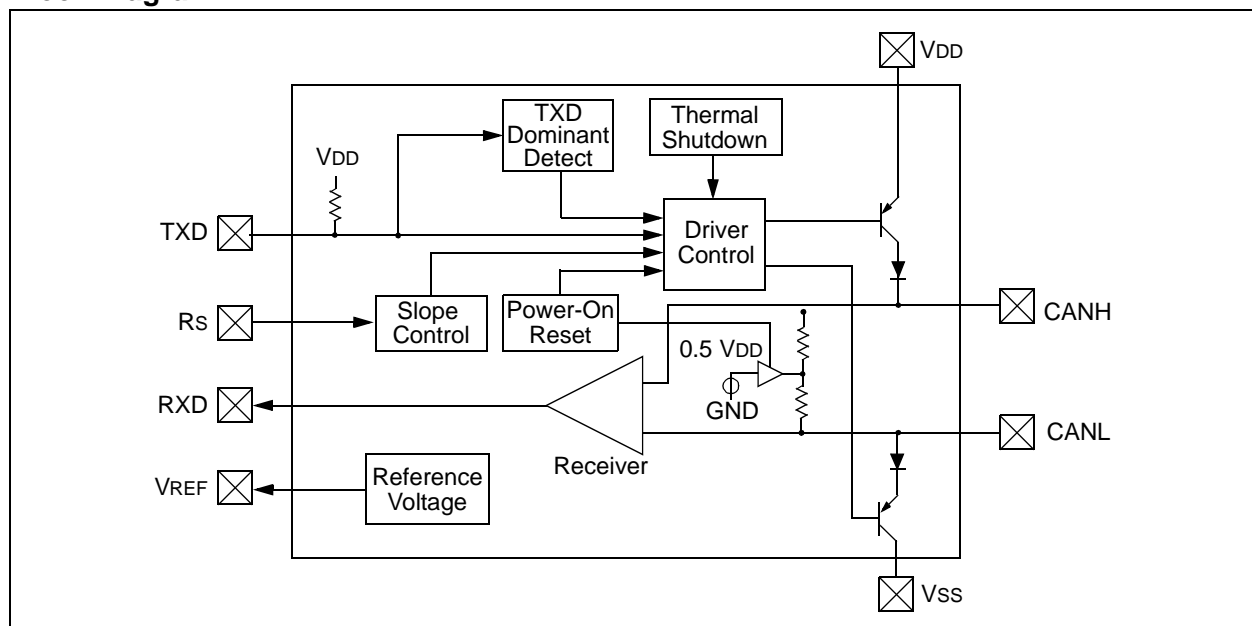 VDD
TXD
Dominant
Detect
Thermal
Shutdown
VDD
TXD
Driver
Control
RS
Slope
Control
Power-On
Reset
CANH
0.5 VDD
RXD
GND
CANL
Receiver
VREF
Reference
Voltage
VSS